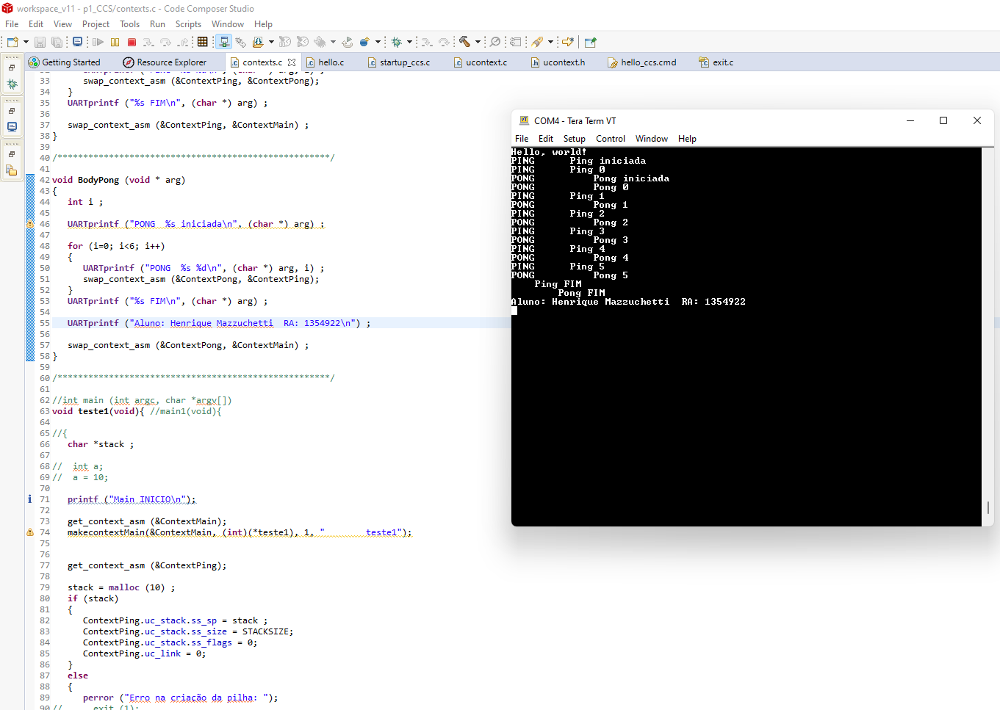 workspace_v11 - p1_CCS/contexts.c - Code Composer Studio
File Edit View Project Tools Run Scripts Window Help
Getting Started Resource Explorer contexts.c hello.c startup_ccs.c ucontext.c ucontext.h hello_ccs.cmd exit.c
33 swap_context_asm (&ContextPing, &ContextPong);
34 }
35 UARTprintf ("%s FIM\n", (char *) arg) ;
36
37 swap_context_asm (&ContextPing, &ContextMain) ;
38 }
39
40 /*****************************************************/
41
42 void BodyPong (void * arg)
43 {
44 int i ;
45
46 UARTprintf ("PONG  %s iniciada\n", (char *) arg) ;
47
48 for (i=0; i<6; i++)
49 {
50 UARTprintf ("PONG  %s %d\n", (char *) arg, i) ;
51 swap_context_asm (&ContextPong, &ContextPing);
52 }
53 UARTprintf ("%s FIM\n", (char *) arg) ;
54
55 UARTprintf ("Aluno: Henrique Mazzuchetti  RA: 1354922\n") ;
56
57 swap_context_asm (&ContextPong, &ContextMain) ;
58 }
59
60 /*****************************************************/
61
62 //int main (int argc, char *argv[])
63 void teste1(void){ //main1(void){
64
65 //{
66 char *stack ;
67
68 //  int a;
69 //  a = 10;
70
71 printf ("Main INICIO\n");
72
73 get_context_asm (&ContextMain);
74 makecontextMain(&ContextMain, (int)(*teste1), 1, "        teste1");
75
76
77 get_context_asm (&ContextPing);
78
79 stack = malloc (10) ;
80 if (stack)
81 {
82 ContextPing.uc_stack.ss_sp = stack ;
83 ContextPing.uc_stack.ss_size = STACKSIZE;
84 ContextPing.uc_stack.ss_flags = 0;
85 ContextPing.uc_link = 0;
86 }
87 else
88 {
89 perror ("Erro na criação da pilha: ");
90 //      exit (1);
COM4 - Tera Term VT
File Edit Setup Control Window Help
Hello, world!
PING      Ping iniciada
PING      Ping 0
PONG          Pong iniciada
PONG          Pong 0
PING      Ping 1
PONG          Pong 1
PING      Ping 2
PONG          Pong 2
PING      Ping 3
PONG          Pong 3
PING      Ping 4
PONG          Pong 4
PING      Ping 5
PONG          Pong 5
Ping FIM
Pong FIM
Aluno: Henrique Mazzuchetti  RA: 1354922